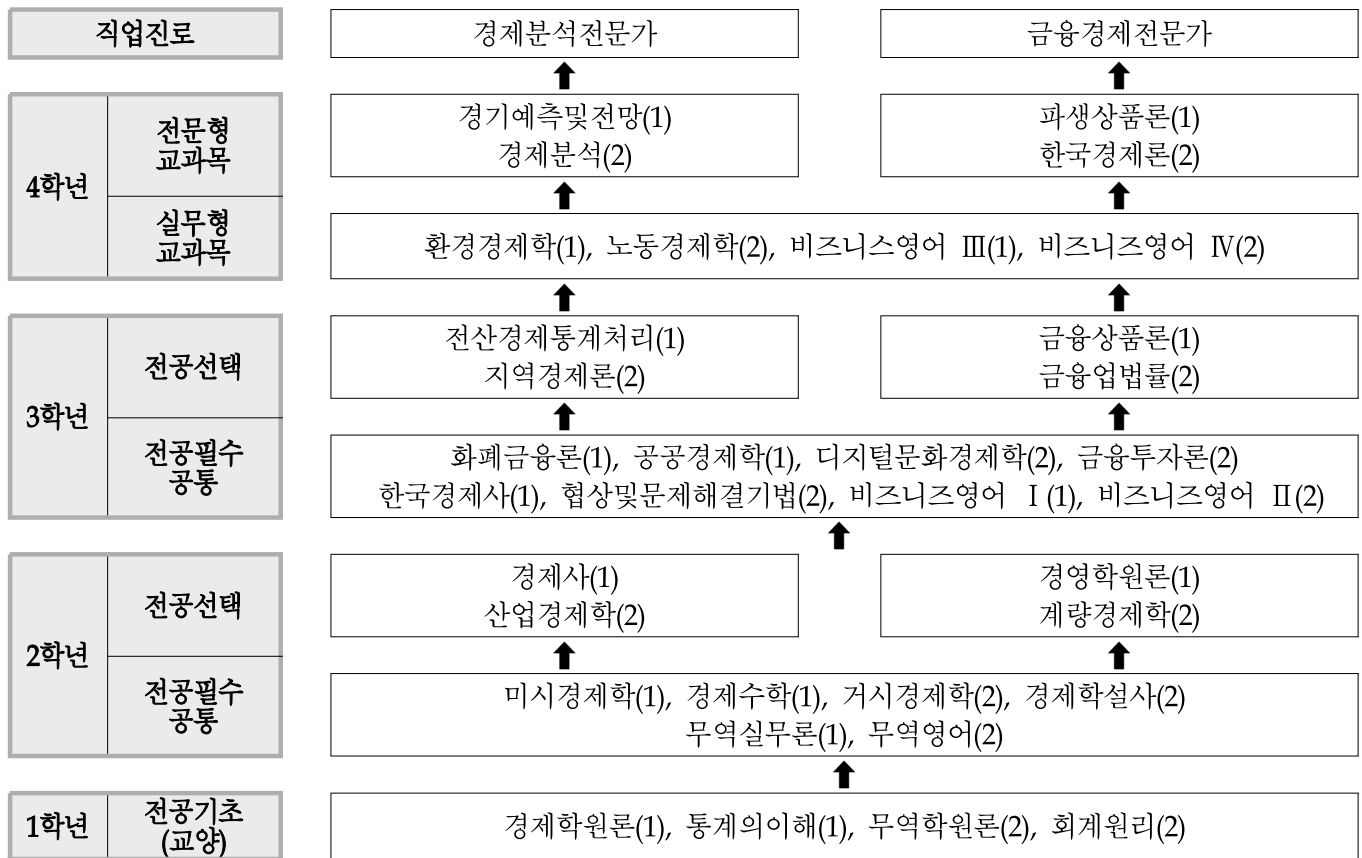 직업진로
경제분석전문가
금융경제전문가
4학년
전문형
교과목
경기예측및전망(1)
경제분석(2)
파생상품론(1)
한국경제론(2)
실무형
교과목
환경경제학(1), 노동경제학(2), 비즈니스영어 Ⅲ(1), 비즈니즈영어 Ⅳ(2)
3학년
전공선택
전산경제통계처리(1)
지역경제론(2)
금융상품론(1)
금융업법률(2)
전공필수
공통
화폐금융론(1), 공공경제학(1), 디지털문화경제학(2), 금융투자론(2)
한국경제사(1), 협상및문제해결기법(2), 비즈니즈영어 Ⅰ(1), 비즈니즈영어 Ⅱ(2)
2학년
전공선택
경제사(1)
산업경제학(2)
경영학원론(1)
계량경제학(2)
전공필수
공통
미시경제학(1), 경제수학(1), 거시경제학(2), 경제학설사(2)
무역실무론(1), 무역영어(2)
1학년
전공기초
(교양)
경제학원론(1), 통계의이해(1), 무역학원론(2), 회계원리(2)